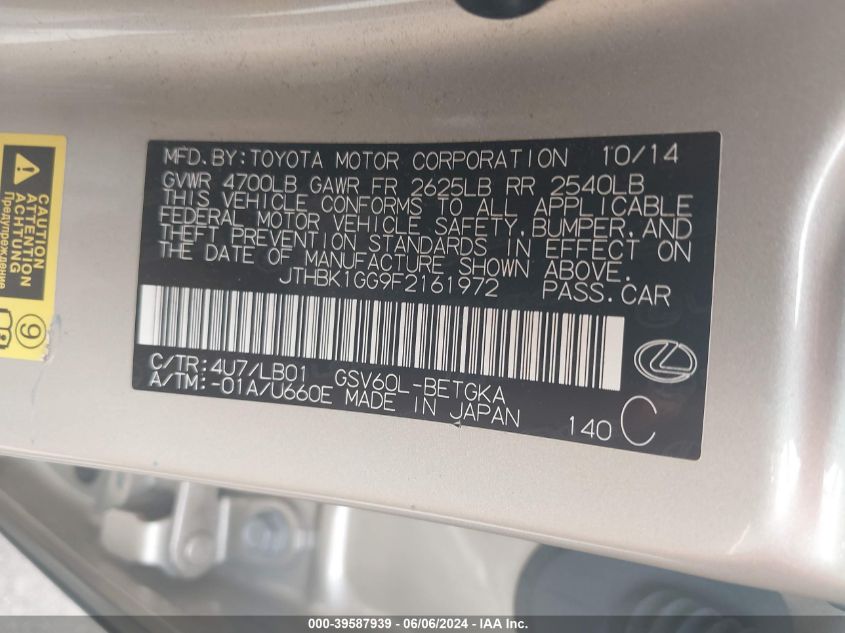 MFD. BY: TOYOTA MOTOR CORPORATION 10/14
GVWR 4700LB GAWR FR 2625LB RR 2540LB
THIS VEHICLE CONFORMS TO ALL APPLICABLE
FEDERAL MOTOR VEHICLE SAFETY, BUMPER, AND
THEFT PREVENTION STANDARDS IN EFFECT ON
THE DATE OF MANUFACTURE SHOWN ABOVE.
JTHBK1GG9F2161972 PASS. CAR
C/TR: 4U7/LB01 GSV60L-BETGKA
A/TM: -01A/U660E MADE IN JAPAN
140 C
CAUTION
ATTENTION
ACHTUNG
Предупреждение
9
000-39587939 - 06/06/2024 - IAA Inc.